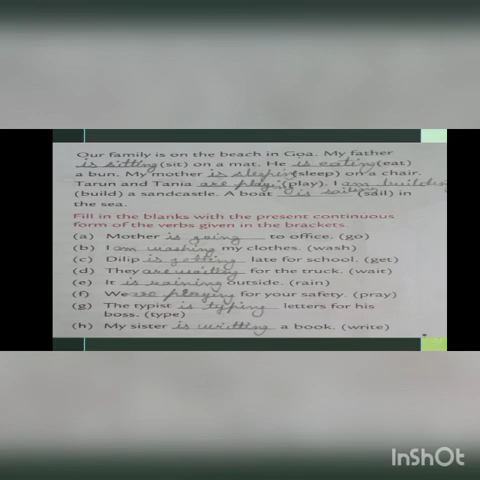 Our family is on the beach in Goa. My father
is sitting (sit) on a mat. He is eating (eat)
a bun. My mother is sleeping (sleep) on a chair.
Tarun and Tania are playi (play). I am buildin
(build) a sandcastle. A boat is sailing (sail) in
the sea.
Fill in the blanks with the present continuous
form of the verbs given in the brackets.
(a) Mother is going to office. (go)
(b) I am washing my clothes. (wash)
(c) Dilip is getting late for school. (get)
(d) They are waiting for the truck. (wait)
(e) It is raining outside. (rain)
(f) We are praying for your safety. (pray)
(g) The typist is typing letters for his
boss. (type)
(h) My sister is writting a book. (write)
InShOt